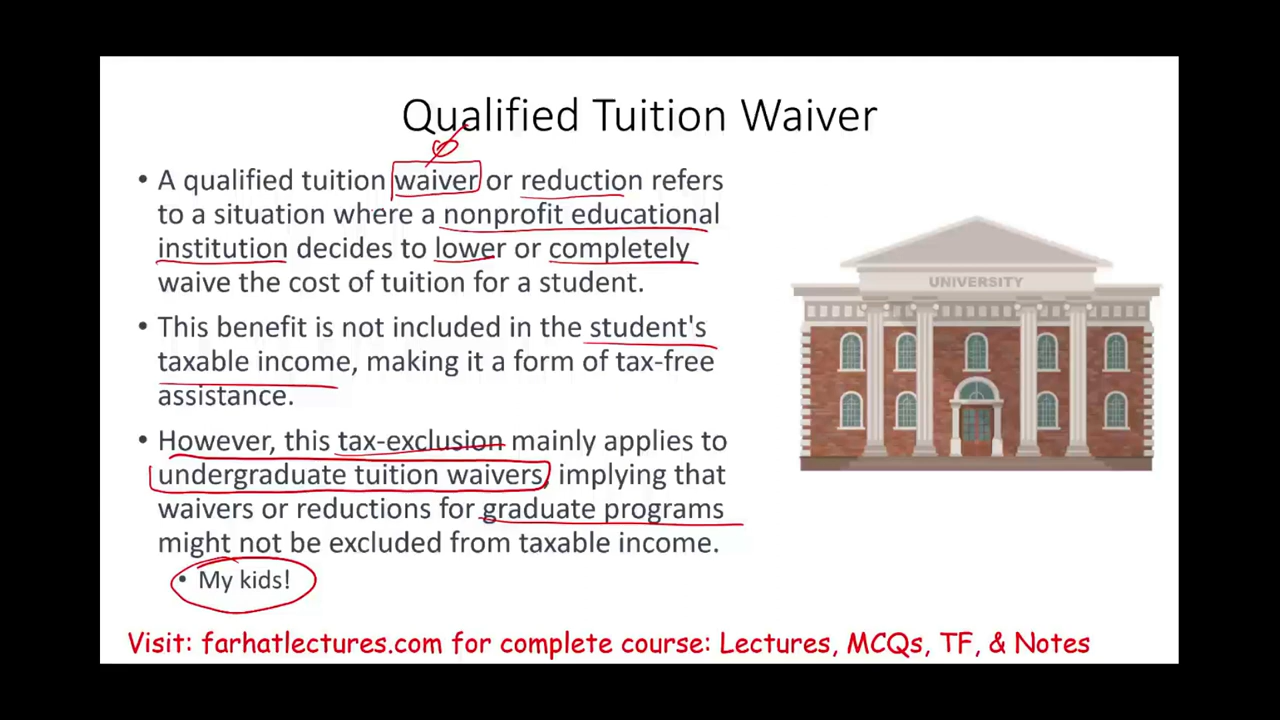 Qualified Tuition Waiver
• A qualified tuition waiver or reduction refers
to a situation where a nonprofit educational
institution decides to lower or completely
waive the cost of tuition for a student.
• This benefit is not included in the student's
taxable income, making it a form of tax-free
assistance.
• However, this tax-exclusion mainly applies to
undergraduate tuition waivers, implying that
waivers or reductions for graduate programs
might not be excluded from taxable income.
• My kids!
UNIVERSITY
Visit: farhatlectures.com for complete course: Lectures, MCQs, TF, & Notes